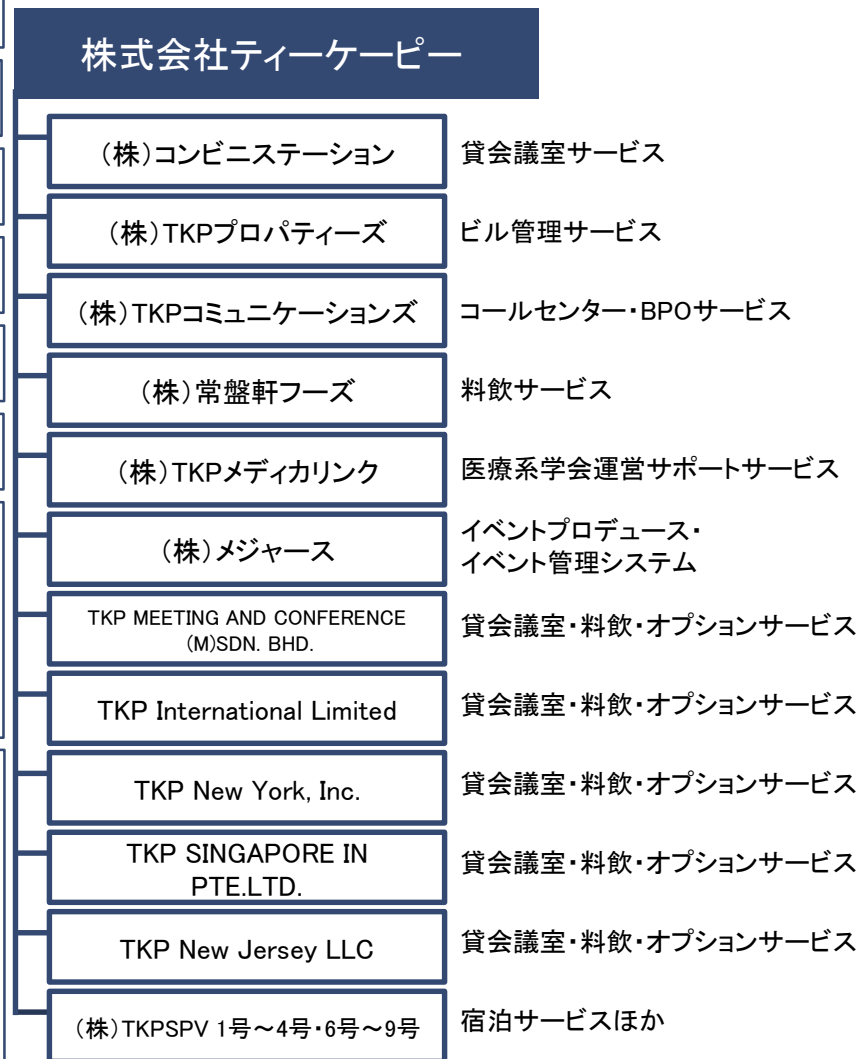 株式会社ティーケーピー
(株)コンビニステーション 貸会議室サービス
(株)TKPプロパティーズ ビル管理サービス
(株)TKPコミュニケーションズ コールセンター・BPOサービス
(株)常盤軒フーズ 料飲サービス
(株)TKPメディカリンク 医療系学会運営サポートサービス
(株)メジャース
イベントプロデュース・
イベント管理システム
TKP MEETING AND CONFERENCE
(M)SDN. BHD.
貸会議室・料飲・オプションサービス
TKP International Limited 貸会議室・料飲・オプションサービス
TKP New York, Inc. 貸会議室・料飲・オプションサービス
TKP SINGAPORE IN
PTE.LTD.
貸会議室・料飲・オプションサービス
TKP New Jersey LLC 貸会議室・料飲・オプションサービス
(株)TKPSPV 1号～4号・6号～9号 宿泊サービスほか